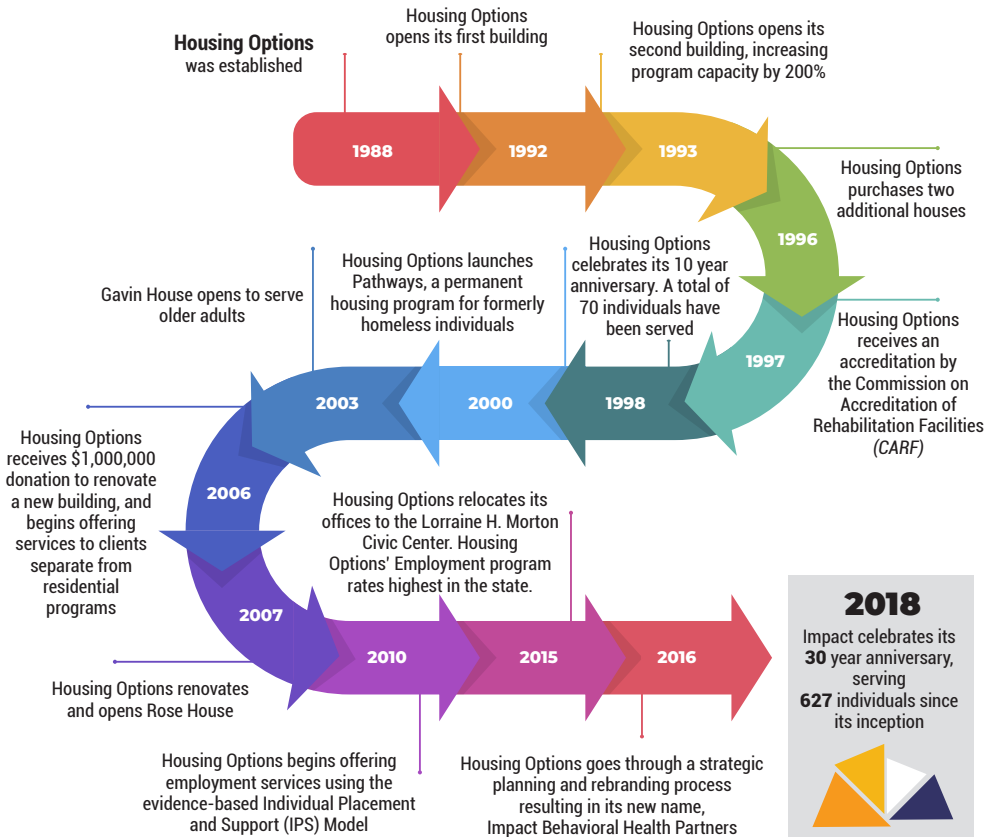 Housing Options
was established
1988
Housing Options
opens its first building
1992
Housing Options opens its
second building, increasing
program capacity by 200%
1993
Housing Options
purchases two
additional houses
1996
Housing Options
receives an
accreditation by
the Commission on
Accreditation of
Rehabilitation Facilities
(CARF)
1997
Housing Options
celebrates its 10 year
anniversary. A total of
70 individuals have
been served
1998
Housing Options launches
Pathways, a permanent
housing program for formerly
homeless individuals
2000
Gavin House opens to serve
older adults
2003
Housing Options
receives $1,000,000
donation to renovate
a new building, and
begins offering
services to clients
separate from
residential
programs
2006
Housing Options renovates
and opens Rose House
2007
Housing Options begins offering
employment services using the
evidence-based Individual Placement
and Support (IPS) Model
2010
Housing Options relocates its
offices to the Lorraine H. Morton
Civic Center. Housing
Options’ Employment program
rates highest in the state.
2015
Housing Options goes through a strategic
planning and rebranding process
resulting in its new name,
Impact Behavioral Health Partners
2016
2018
Impact celebrates its
30 year anniversary,
serving
627 individuals since
its inception